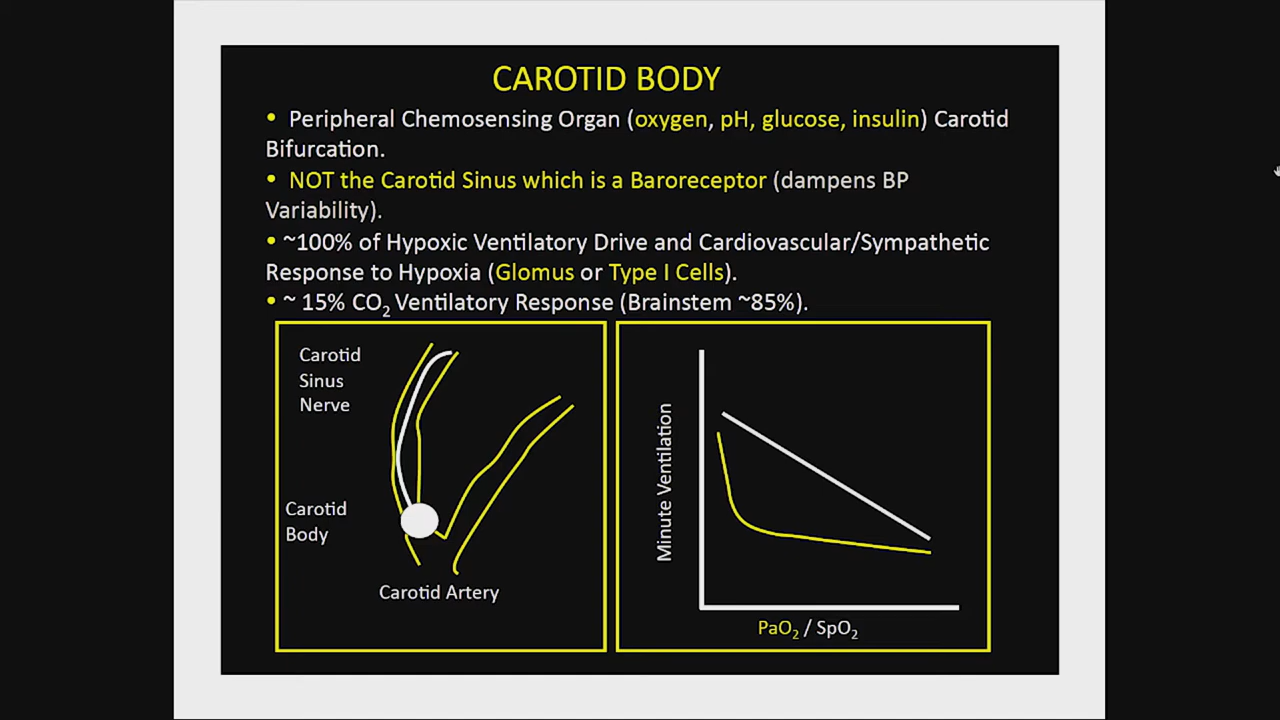 CAROTID BODY
• Peripheral Chemosensing Organ (oxygen, pH, glucose, insulin) Carotid
Bifurcation.
• NOT the Carotid Sinus which is a Baroreceptor (dampens BP
Variability).
• ~100% of Hypoxic Ventilatory Drive and Cardiovascular/Sympathetic
Response to Hypoxia (Glomus or Type I Cells).
• ~ 15% CO2 Ventilatory Response (Brainstem ~85%).
Carotid
Sinus
Nerve
Carotid
Body
Carotid Artery
Minute Ventilation
PaO2 / SpO2